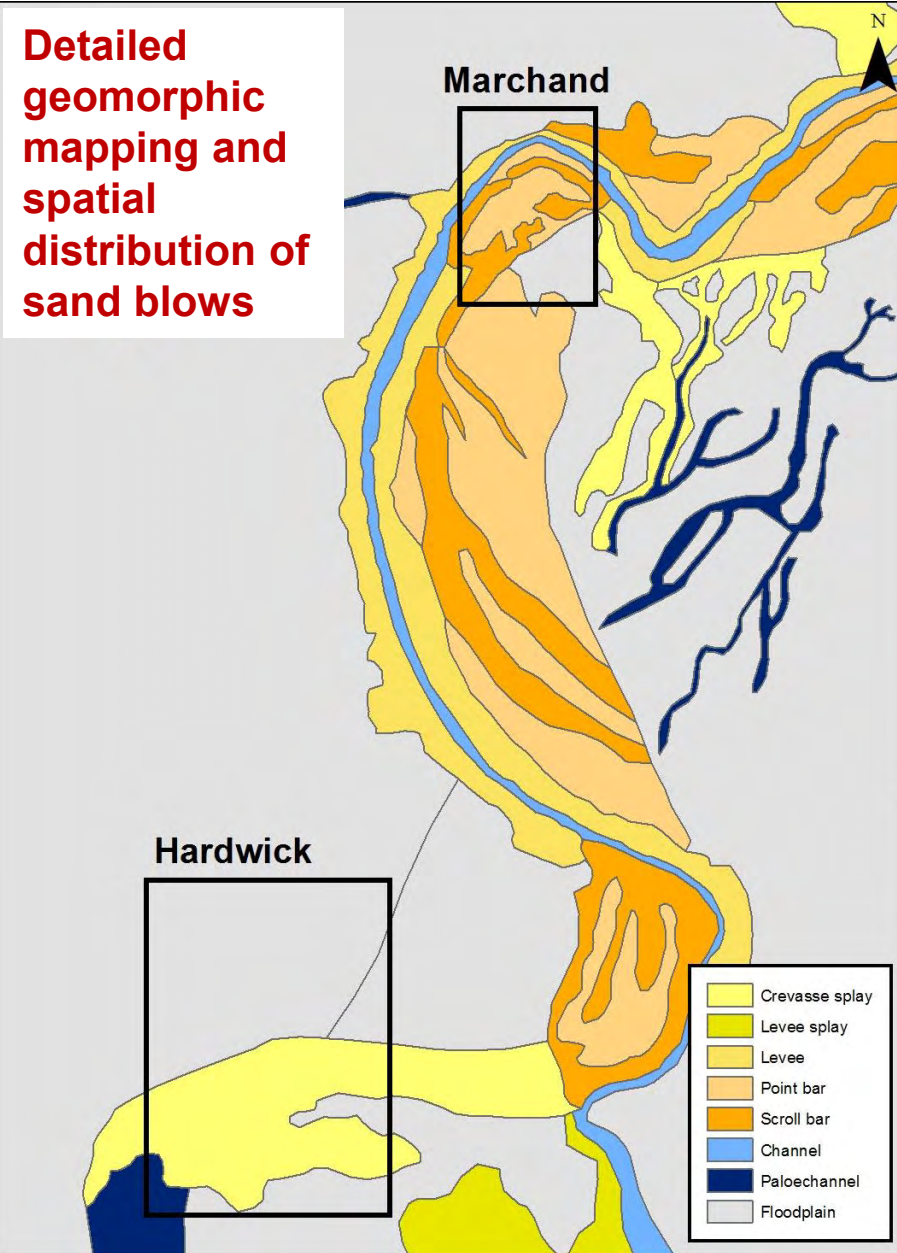 Detailed
geomorphic
mapping and
spatial
distribution of
sand blows
N
Marchand
Hardwick
Crevasse splay
Levee splay
Levee
Point bar
Scroll bar
Channel
Paloechannel
Floodplain